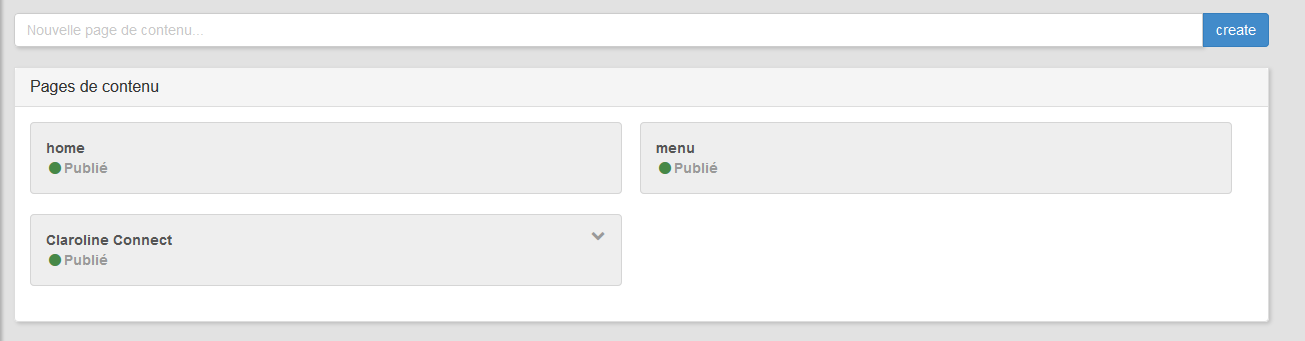 Nouvelle page de contenu...
create
Pages de contenu
home
Publié
menu
Publié
Claroline Connect
Publié